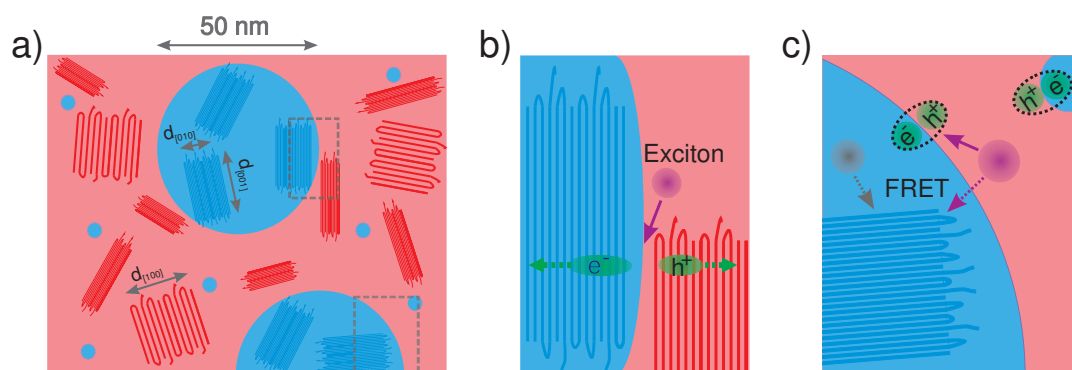 a)
50 nm
d[010]
d[001]
d[100]
b)
Exciton
e-
h+
c)
h+
e-
e-
h+
FRET